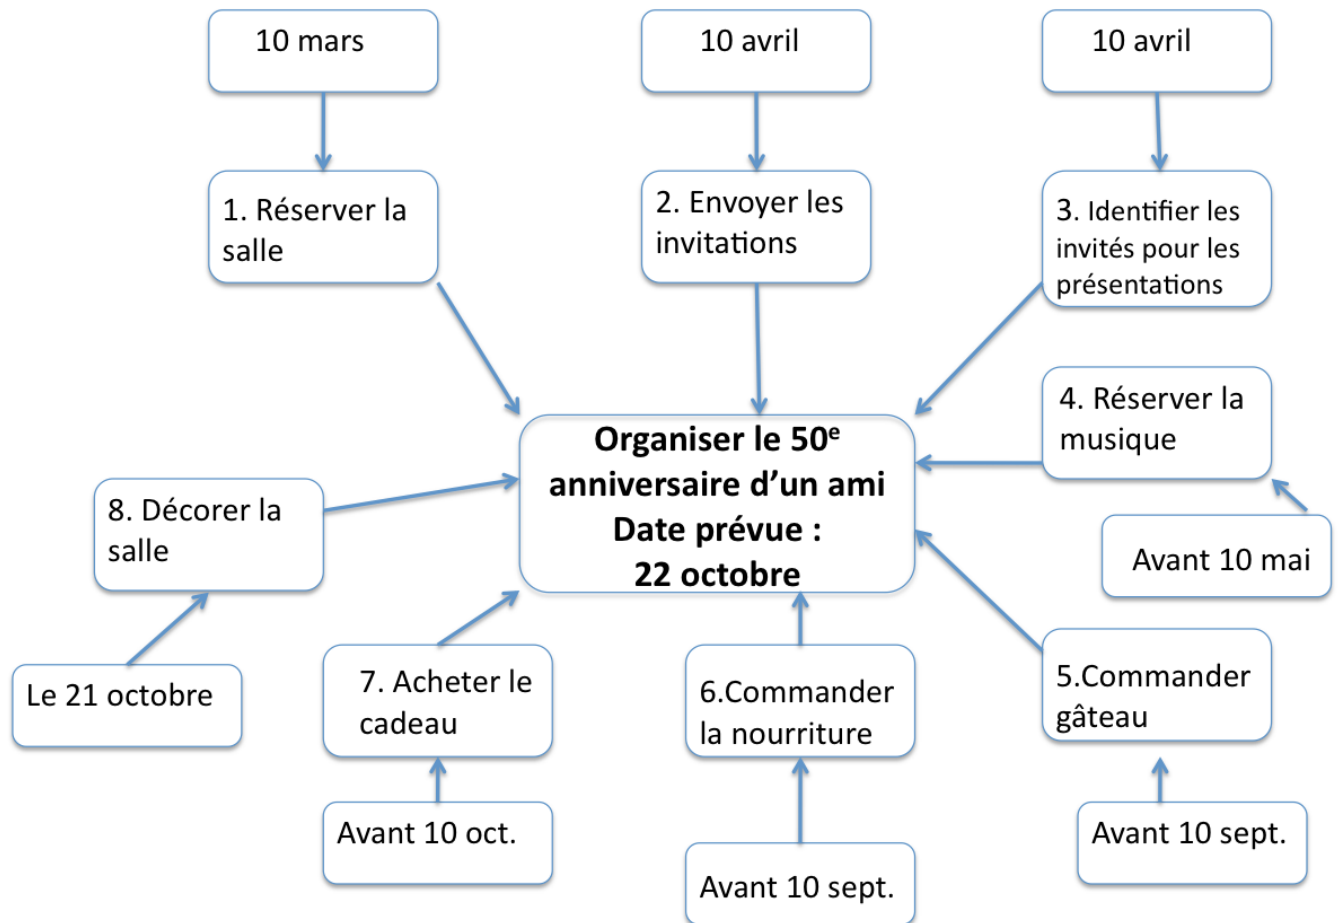 10 mars
10 avril
10 avril
1. Réserver la
salle
2. Envoyer les
invitations
3. Identifier les
invités pour les
présentations
4. Réserver la
musique
Avant 10 mai
Organiser le 50e
anniversaire d’un ami
Date prévue :
22 octobre
8. Décorer la
salle
Le 21 octobre
7. Acheter le
cadeau
Avant 10 oct.
6.Commander
la nourriture
Avant 10 sept.
5.Commander
gâteau
Avant 10 sept.